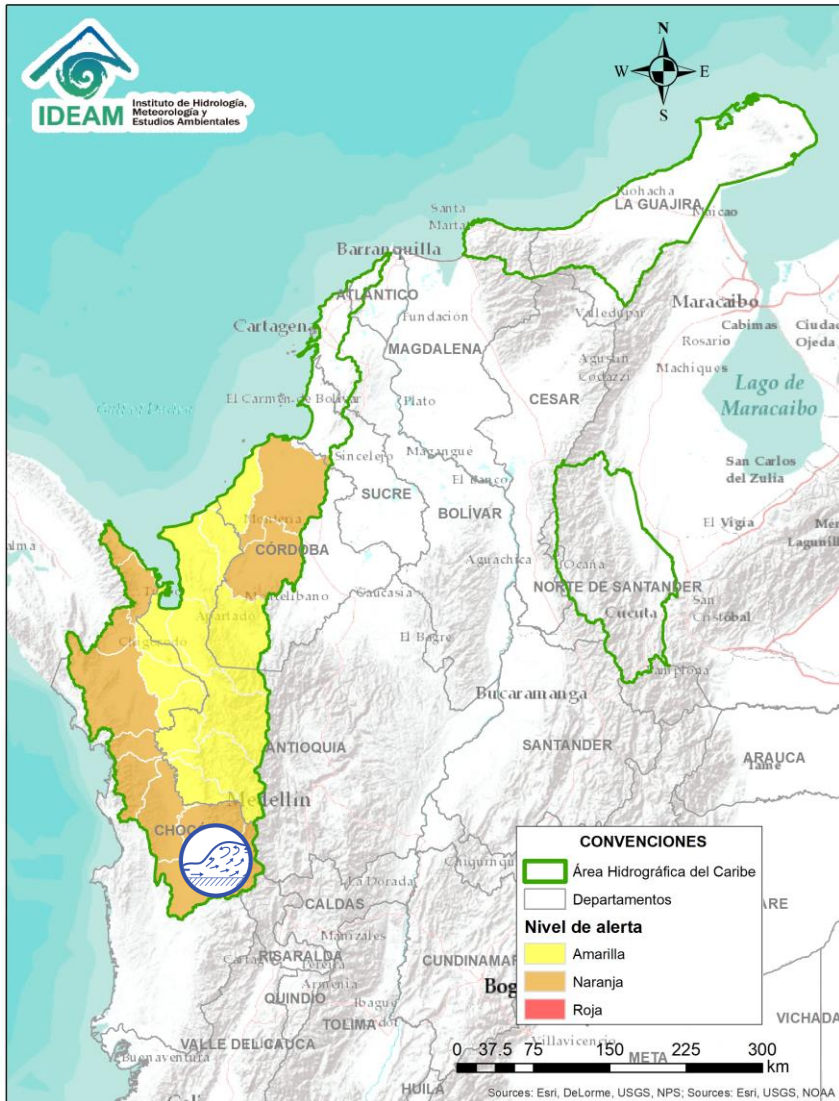 IDEAM
Instituto de Hidrología,
Meteorología y
Estudios Ambientales
N
W E
S
Riohacha
LA GUAJIRA
Maicao
Santa
Marta
Barranquilla
ATLÁNTICO
Cartagena
Fundación
Valledupar
Maracaibo
Cabimas
Ciudad
Ojeda
Rosario
MAGDALENA
Agustín
Codazzi
Machiques
Lago de
Maracaibo
CESAR
El Carmen de Bolívar
Plato
Sincelejo
Magangué
El Banco
San Carlos
del Zulia
SUCRE
BOLÍVAR
El Vigía
Montería
CÓRDOBA
Aguachica
Ocaña
NORTE DE SANTANDER
Cúcuta
San
Cristóbal
Montelíbano
Caucasia
Apartadó
El Bagre
Chigorodó
Pamplona
Bucaramanga
ANTIOQUIA
SANTANDER
ARAUCA
Tame
Medellín
CHOCÓ
La Dorada
CALDAS
Manizales
RISARALDA
Pereira
Armenia
QUINDÍO
Ibagué
TOLIMA
VALLE DEL CAUCA
Buenaventura
HUILA
Villavicencio
META
VICHADA
CONVENCIONES
Área Hidrográfica del Caribe
Departamentos
Nivel de alerta
Amarilla
Naranja
Roja
0 37.5 75 150 225 300
km
Sources: Esri, DeLorme, USGS, NPS; Sources: Esri, USGS, NOAA